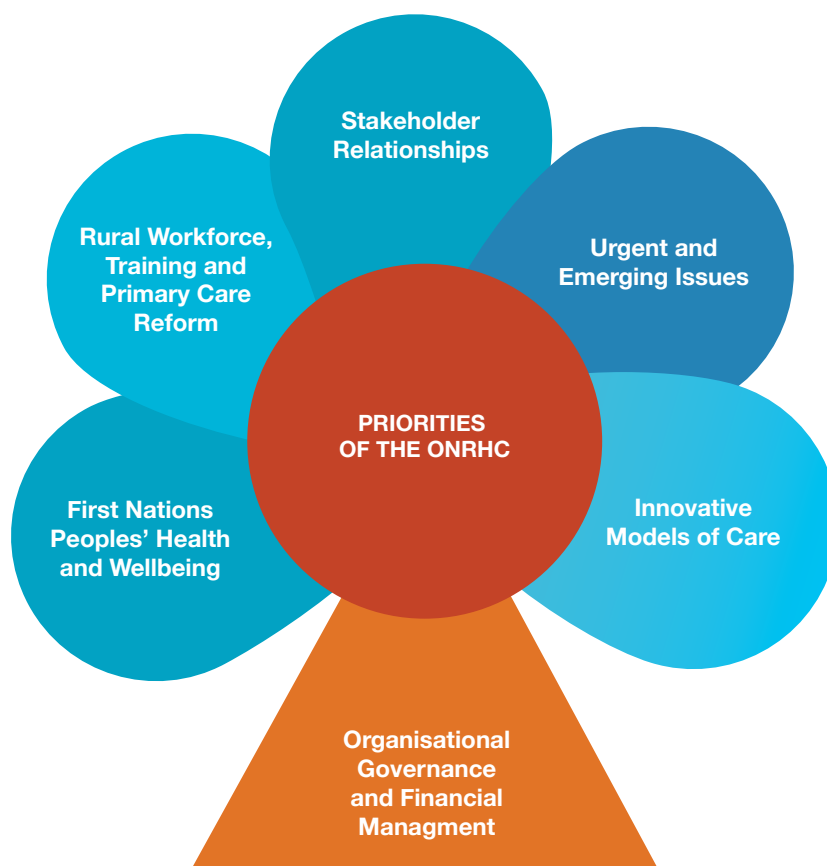 Stakeholder
Relationships
Rural Workforce,
Training and
Primary Care
Reform
Urgent and
Emerging Issues
PRIORITIES
OF THE ONRHC
First Nations
Peoples’ Health
and Wellbeing
Innovative
Models of Care
Organisational
Governance
and Financial
Managment